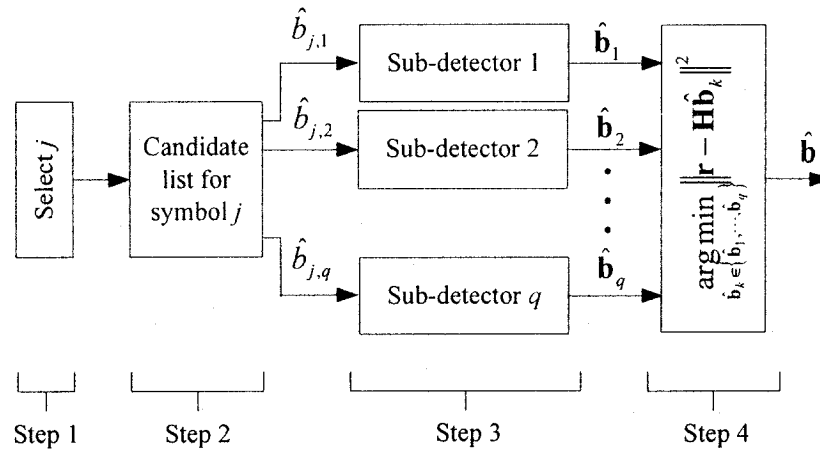 Select j
Candidate
list for
symbol j
b̂_{j,1}
b̂_{j,2}
b̂_{j,q}
Sub-detector 1
Sub-detector 2
Sub-detector q
b̂_1
b̂_2
b̂_q
arg min ‖r − Hb̂_k‖^2
b̂_k ∈ {b̂_1, ..., b̂_q}
b̂
Step 1
Step 2
Step 3
Step 4